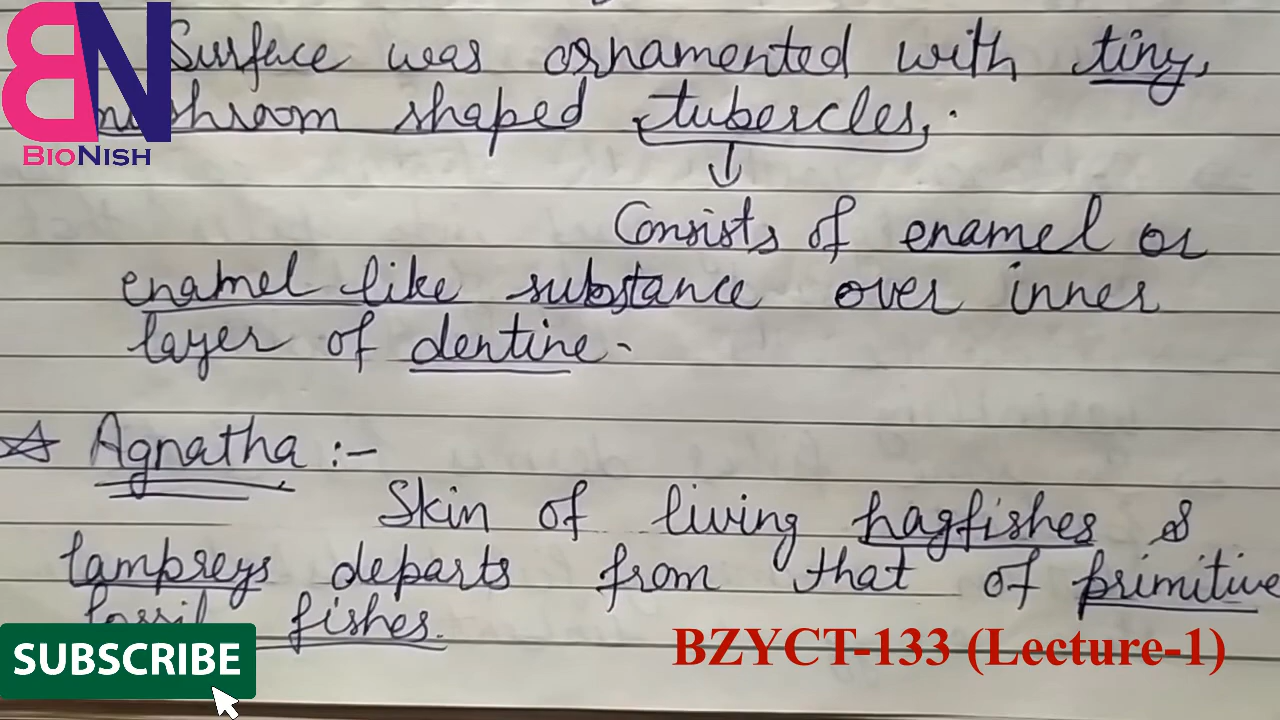 BN
BIONISH
Surface was ornamented with tiny,
mushroom shaped tubercles.
Consists of enamel or
enamel like substance over inner
layer of dentine.
Agnatha :-
Skin of living hagfishes &
lampreys departs from that of primitive
fossil fishes.
SUBSCRIBE
BZYCT-133 (Lecture-1)